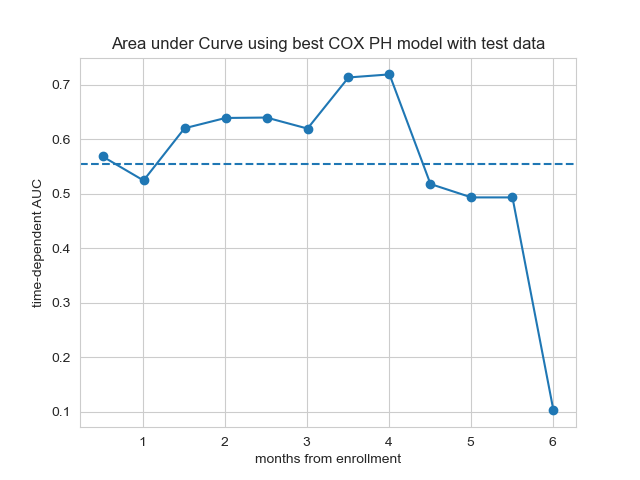 Area under Curve using best COX PH model with test data
time-dependent AUC
0.7
0.6
0.5
0.4
0.3
0.2
0.1
1 2 3 4 5 6
months from enrollment